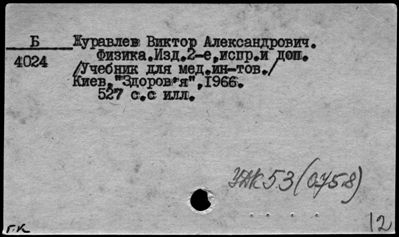 Б
4024
Журавлев Виктор Александрович.
Физика.Изд.2-е,испр.и доп.
/Учебник для мед.ин-тов./
Киев,"Здоров'я",1966.
527 с.с илл.
УДК 53(075.8)
г.к
12